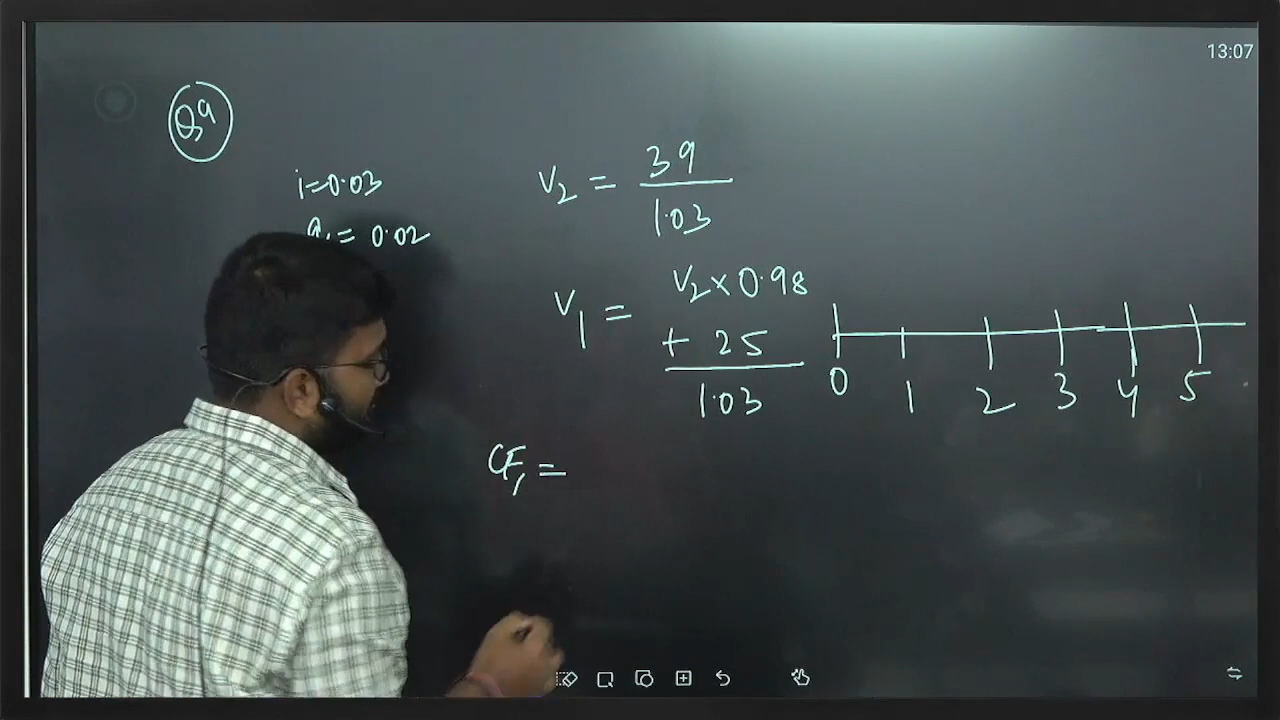 13:07
Q9
i=0.03
q = 0.02
V2 = 39
1.03
V1 = V2 × 0.98
+ 25
1.03
0 1 2 3 4 5
CF1 =